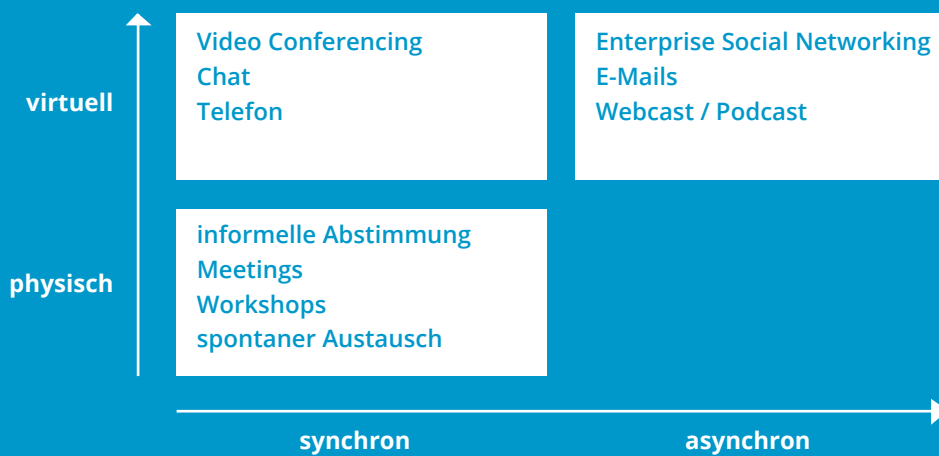 virtuell
Video Conferencing
Chat
Telefon
Enterprise Social Networking
E-Mails
Webcast / Podcast
physisch
informelle Abstimmung
Meetings
Workshops
spontaner Austausch
synchron
asynchron